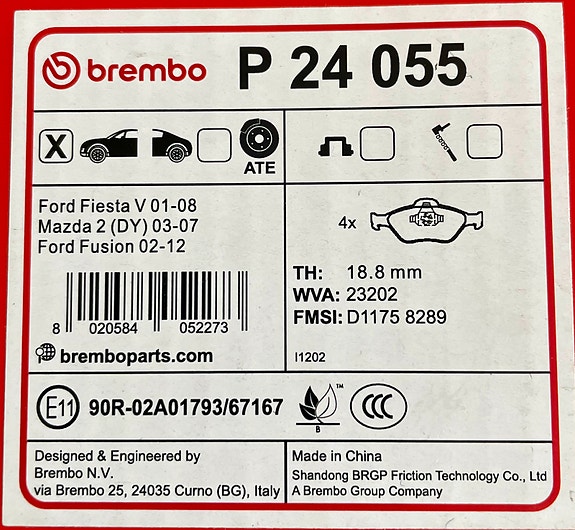 brembo P 24 055
X
ATE
Ford Fiesta V 01-08
Mazda 2 (DY) 03-07
Ford Fusion 02-12
4x
TH: 18.8 mm
WVA: 23202
FMSI: D1175 8289
8 020584 052273
bremboparts.com
I1202
E11 90R-02A01793/67167
TM
B
CCC
Designed & Engineered by
Brembo N.V.
via Brembo 25, 24035 Curno (BG), Italy
Made in China
Shandong BRGP Friction Technology Co., Ltd
A Brembo Group Company